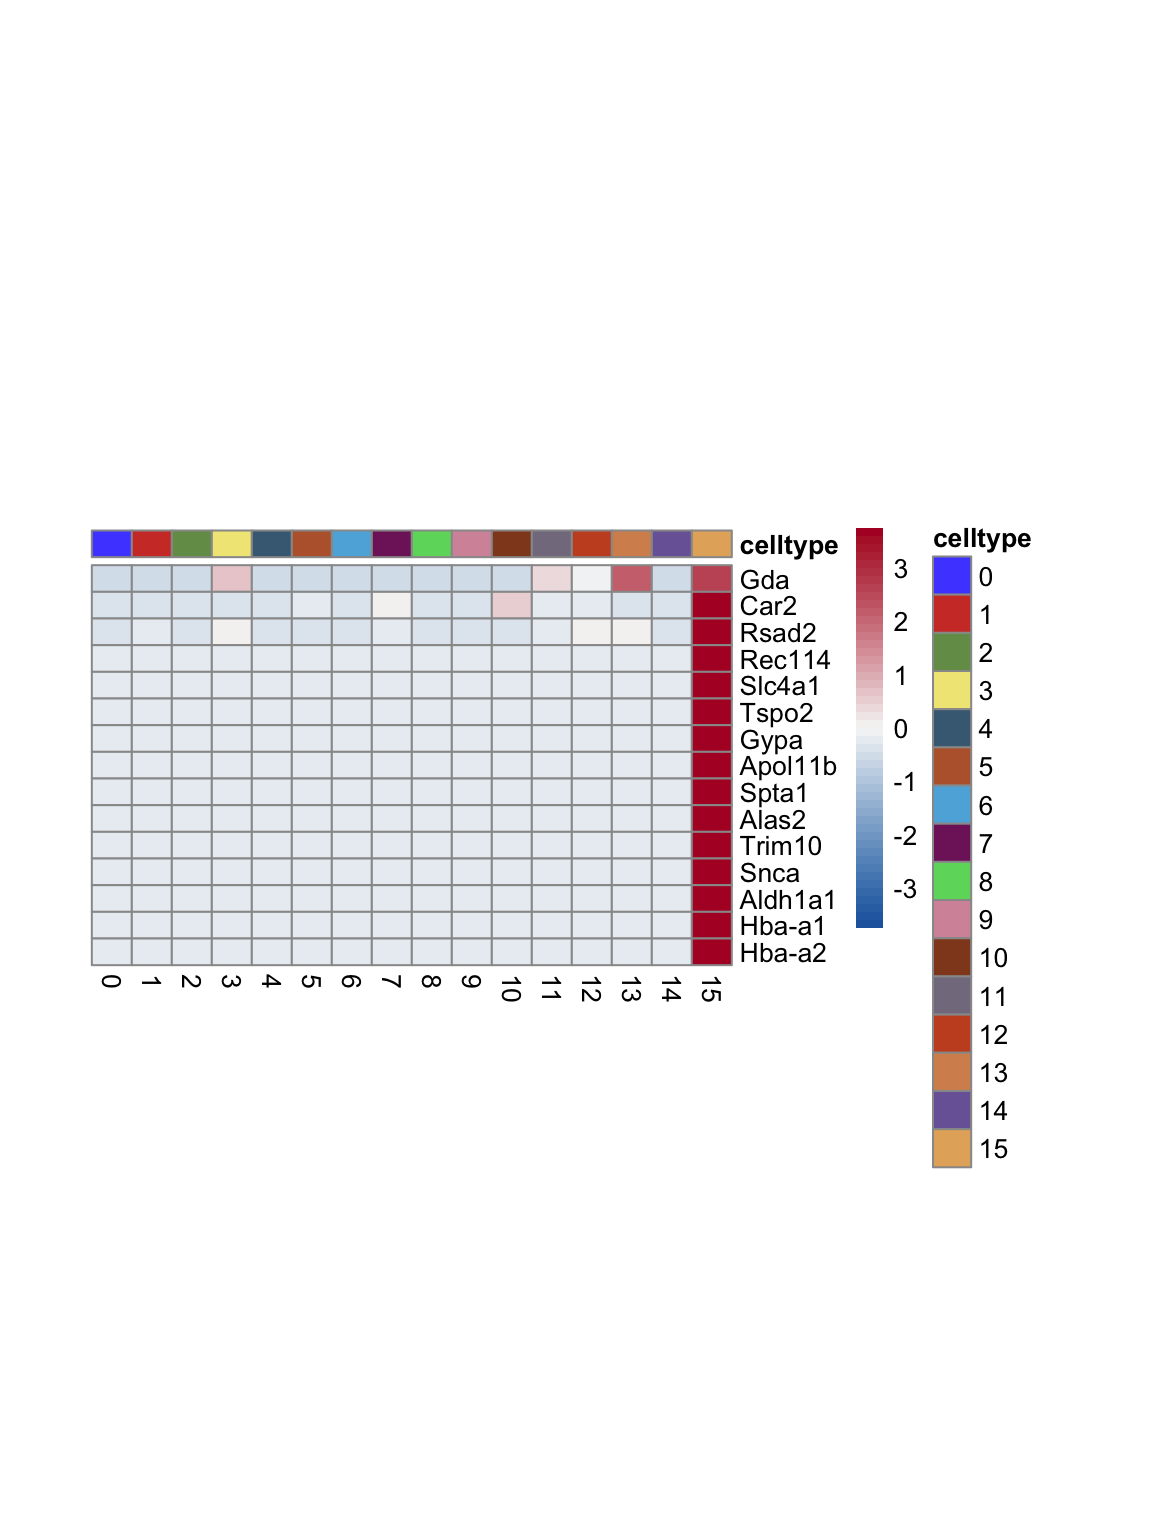 celltype
Gda
Car2
Rsad2
Rec114
Slc4a1
Tspo2
Gypa
Apol11b
Spta1
Alas2
Trim10
Snca
Aldh1a1
Hba-a1
Hba-a2
0 1 2 3 4 5 6 7 8 9 10 11 12 13 14 15
3
2
1
0
-1
-2
-3
celltype
0
1
2
3
4
5
6
7
8
9
10
11
12
13
14
15